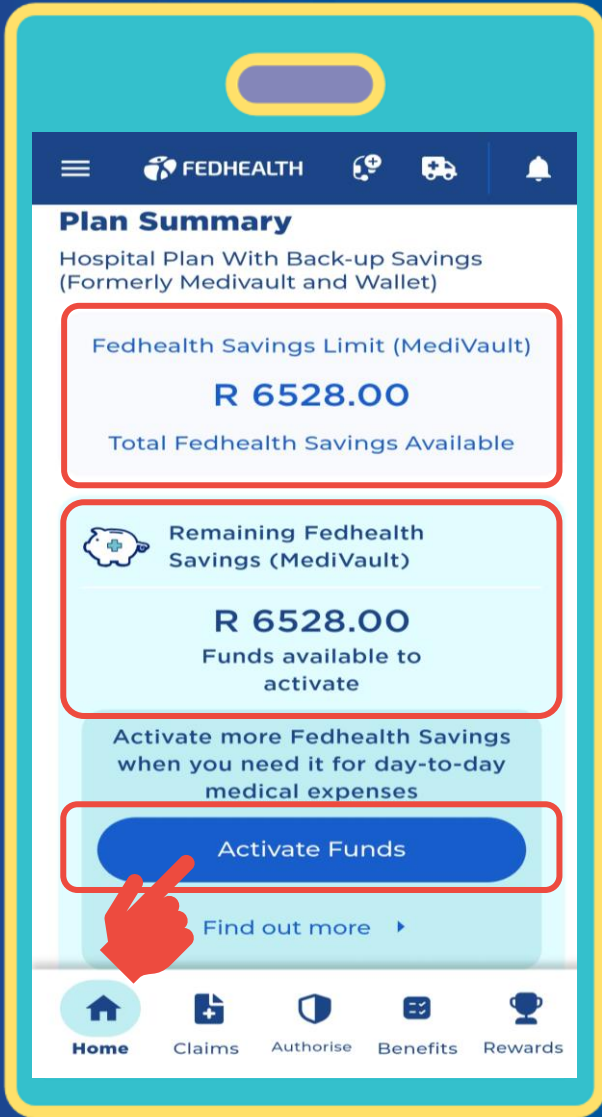 FEDHEALTH
Plan Summary
Hospital Plan With Back-up Savings
(Formerly Medivault and Wallet)
Fedhealth Savings Limit (MediVault)
R 6528.00
Total Fedhealth Savings Available
Remaining Fedhealth
Savings (MediVault)
R 6528.00
Funds available to
activate
Activate more Fedhealth Savings
when you need it for day-to-day
medical expenses
Activate Funds
Find out more
Home Claims Authorise Benefits Rewards